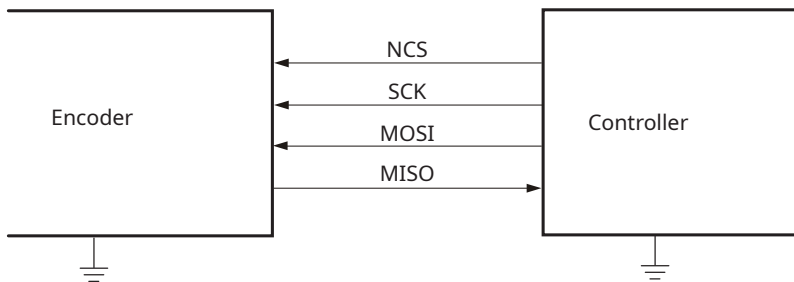 NCS
SCK
Encoder
Controller
MOSI
MISO